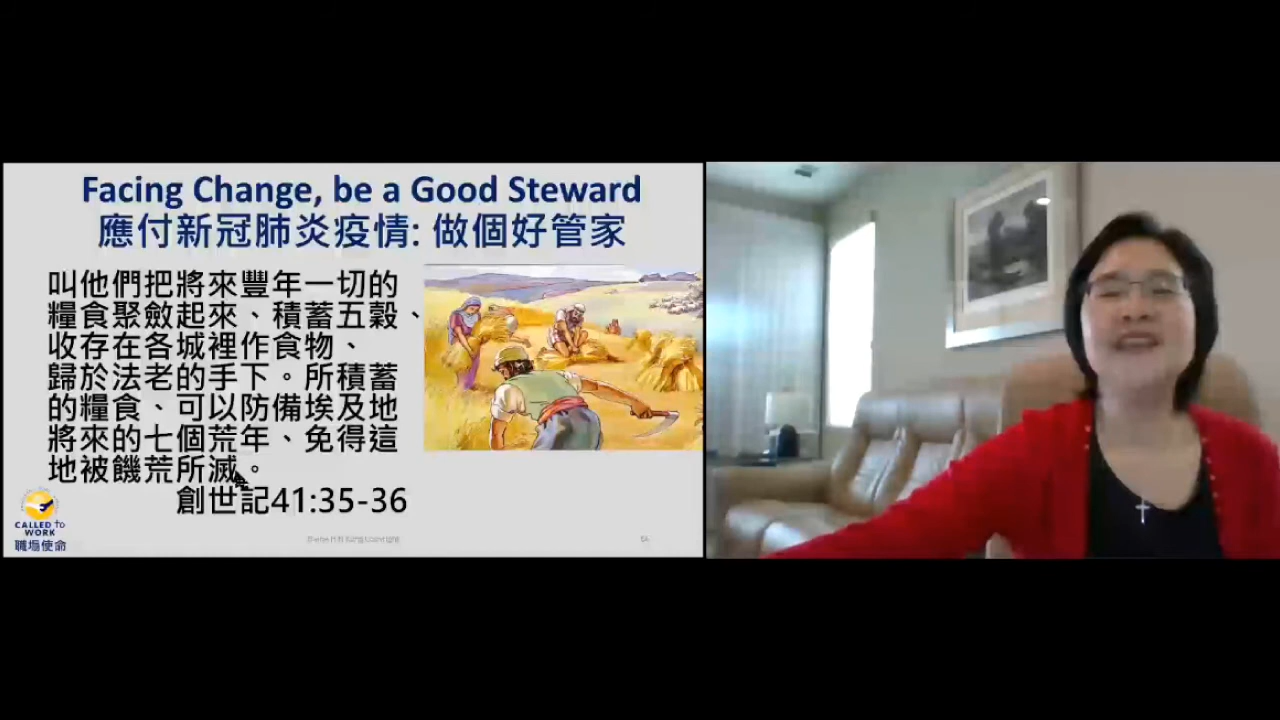 Facing Change, be a Good Steward
應付新冠肺炎疫情: 做個好管家
叫他們把將來豐年一切的
糧食聚斂起來、積蓄五穀、
收存在各城裡作食物、
歸於法老的手下。所積蓄
的糧食、可以防備埃及地
將來的七個荒年、免得這
地被饑荒所滅。
創世記41:35-36
CALLED to
WORK
職場使命